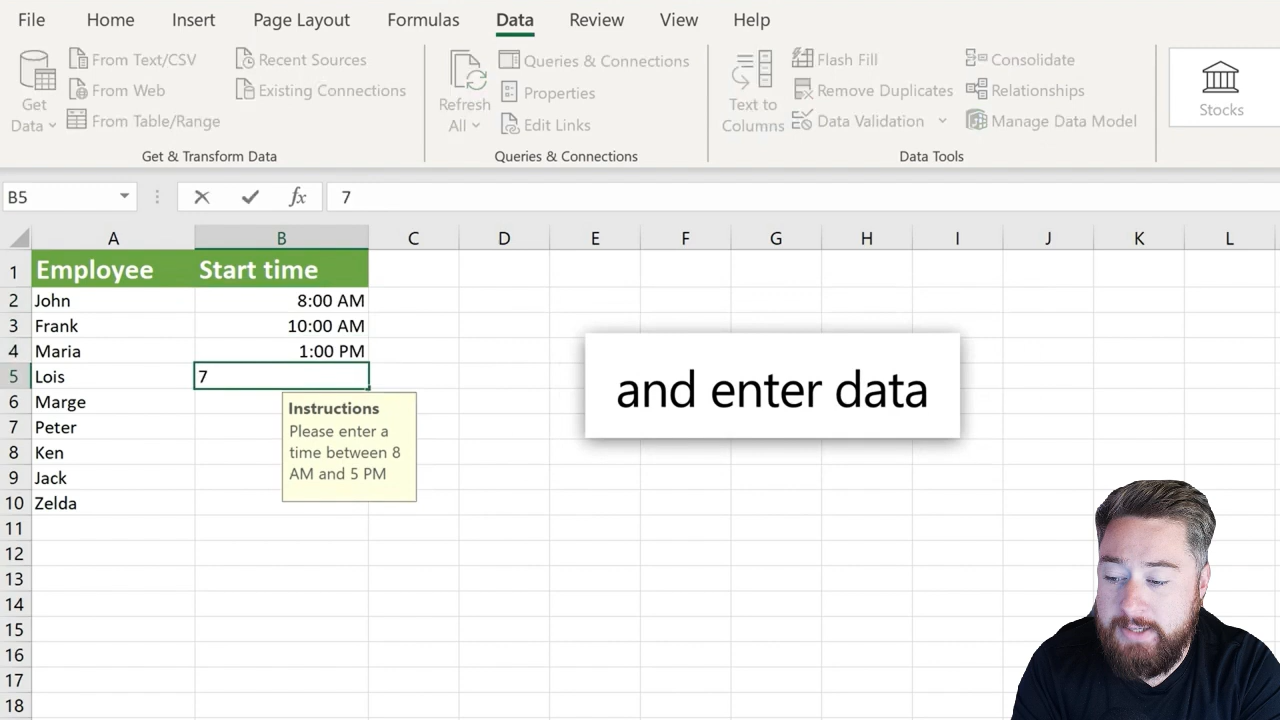 File Home Insert Page Layout Formulas Data Review View Help
Get Data
From Text/CSV
From Web
From Table/Range
Recent Sources
Existing Connections
Get & Transform Data
Refresh All
Queries & Connections
Properties
Edit Links
Queries & Connections
Text to Columns
Flash Fill
Remove Duplicates
Data Validation
Consolidate
Relationships
Manage Data Model
Data Tools
Stocks
B5 fx 7
A B C D E F G H I J K L
1 Employee Start time
2 John 8:00 AM
3 Frank 10:00 AM
4 Maria 1:00 PM
5 Lois 7
6 Marge
7 Peter
8 Ken
9 Jack
10 Zelda
11
12
13
14
15
16
17
18
Instructions
Please enter a
time between 8
AM and 5 PM
and enter data